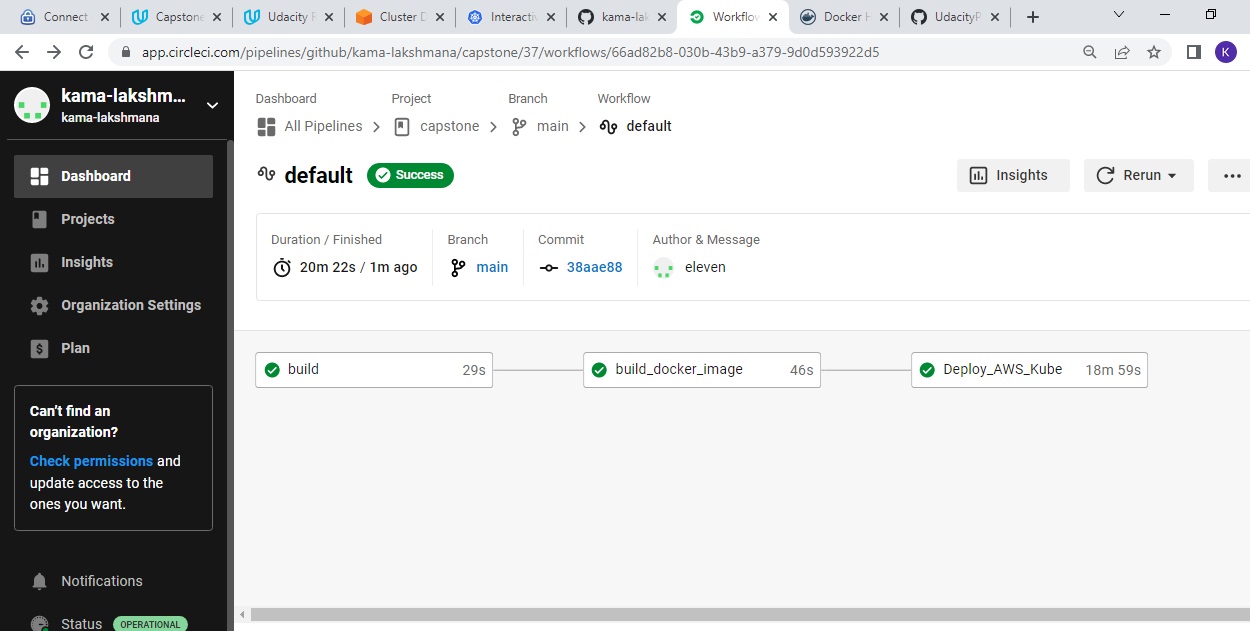 Connect
Capstone
Udacity F
Cluster D
Interactiv
kama-lak
Workflow
Docker H
UdacityP
app.circleci.com/pipelines/github/kama-lakshmana/capstone/37/workflows/66ad82b8-030b-43b9-a379-9d0d593922d5
K
kama-lakshm...
kama-lakshmana
Dashboard
Projects
Insights
Organization Settings
Plan
Can't find an
organization?
Check permissions and
update access to the
ones you want.
Notifications
Status OPERATIONAL
Dashboard Project Branch Workflow
All Pipelines capstone main default
default Success
Insights Rerun
Duration / Finished Branch Commit Author & Message
20m 22s / 1m ago main 38aae88 eleven
build 29s build_docker_image 46s Deploy_AWS_Kube 18m 59s